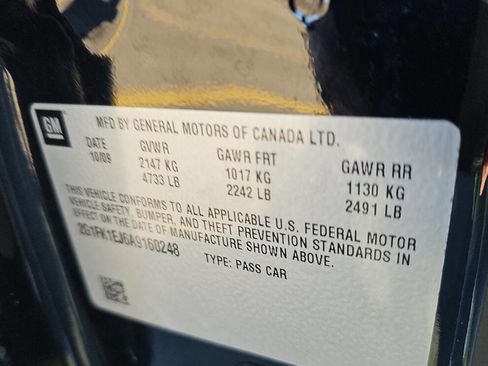 GM
MFD BY GENERAL MOTORS OF CANADA LTD.
DATE GVWR GAWR FRT GAWR RR
10/09 2147 KG 1017 KG 1130 KG
4733 LB 2242 LB 2491 LB
THIS VEHICLE CONFORMS TO ALL APPLICABLE U.S. FEDERAL MOTOR
VEHICLE SAFETY, BUMPER, AND THEFT PREVENTION STANDARDS IN
EFFECT ON THE DATE OF MANUFACTURE SHOWN ABOVE.
2G1FK1EJ6A9160248
TYPE: PASS CAR